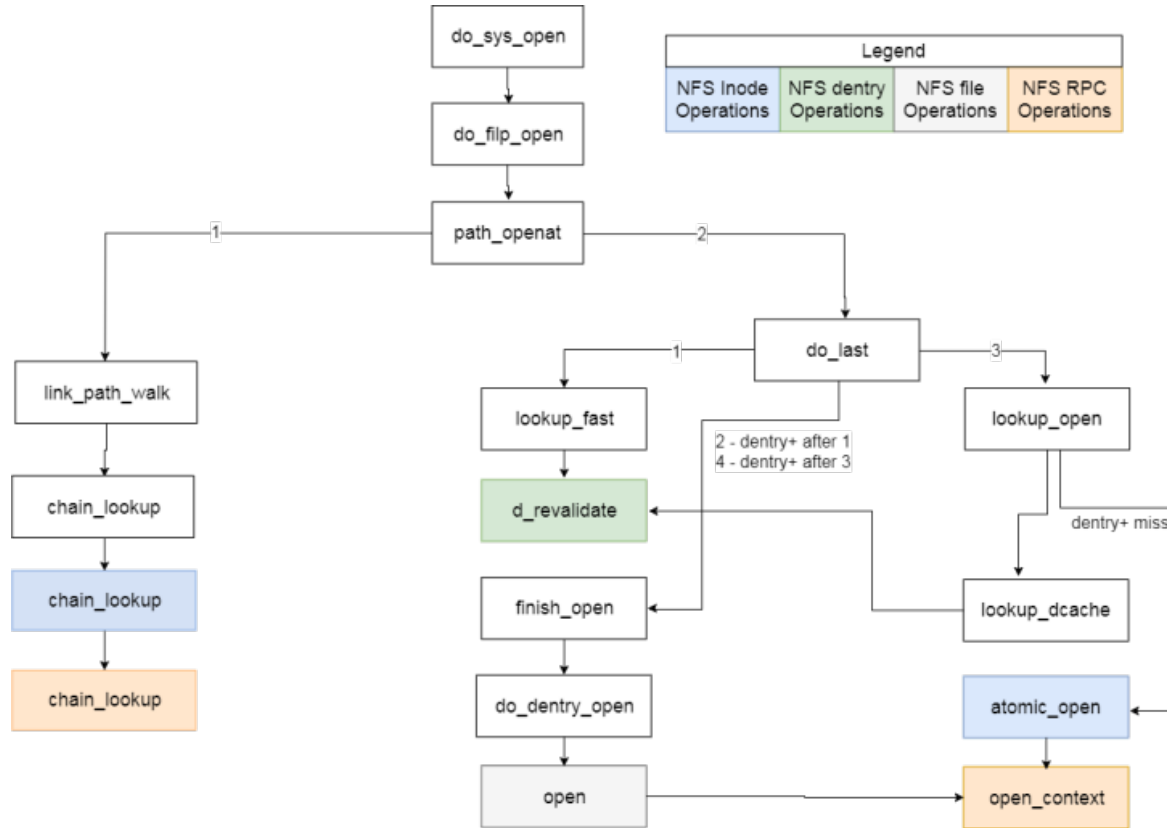 do_sys_open
Legend
NFS Inode
Operations
NFS dentry
Operations
NFS file
Operations
NFS RPC
Operations
do_filp_open
path_openat
1
2
do_last
1
3
link_path_walk
lookup_fast
lookup_open
2 - dentry+ after 1
4 - dentry+ after 3
chain_lookup
d_revalidate
dentry+ miss
chain_lookup
finish_open
lookup_dcache
chain_lookup
do_dentry_open
atomic_open
open
open_context